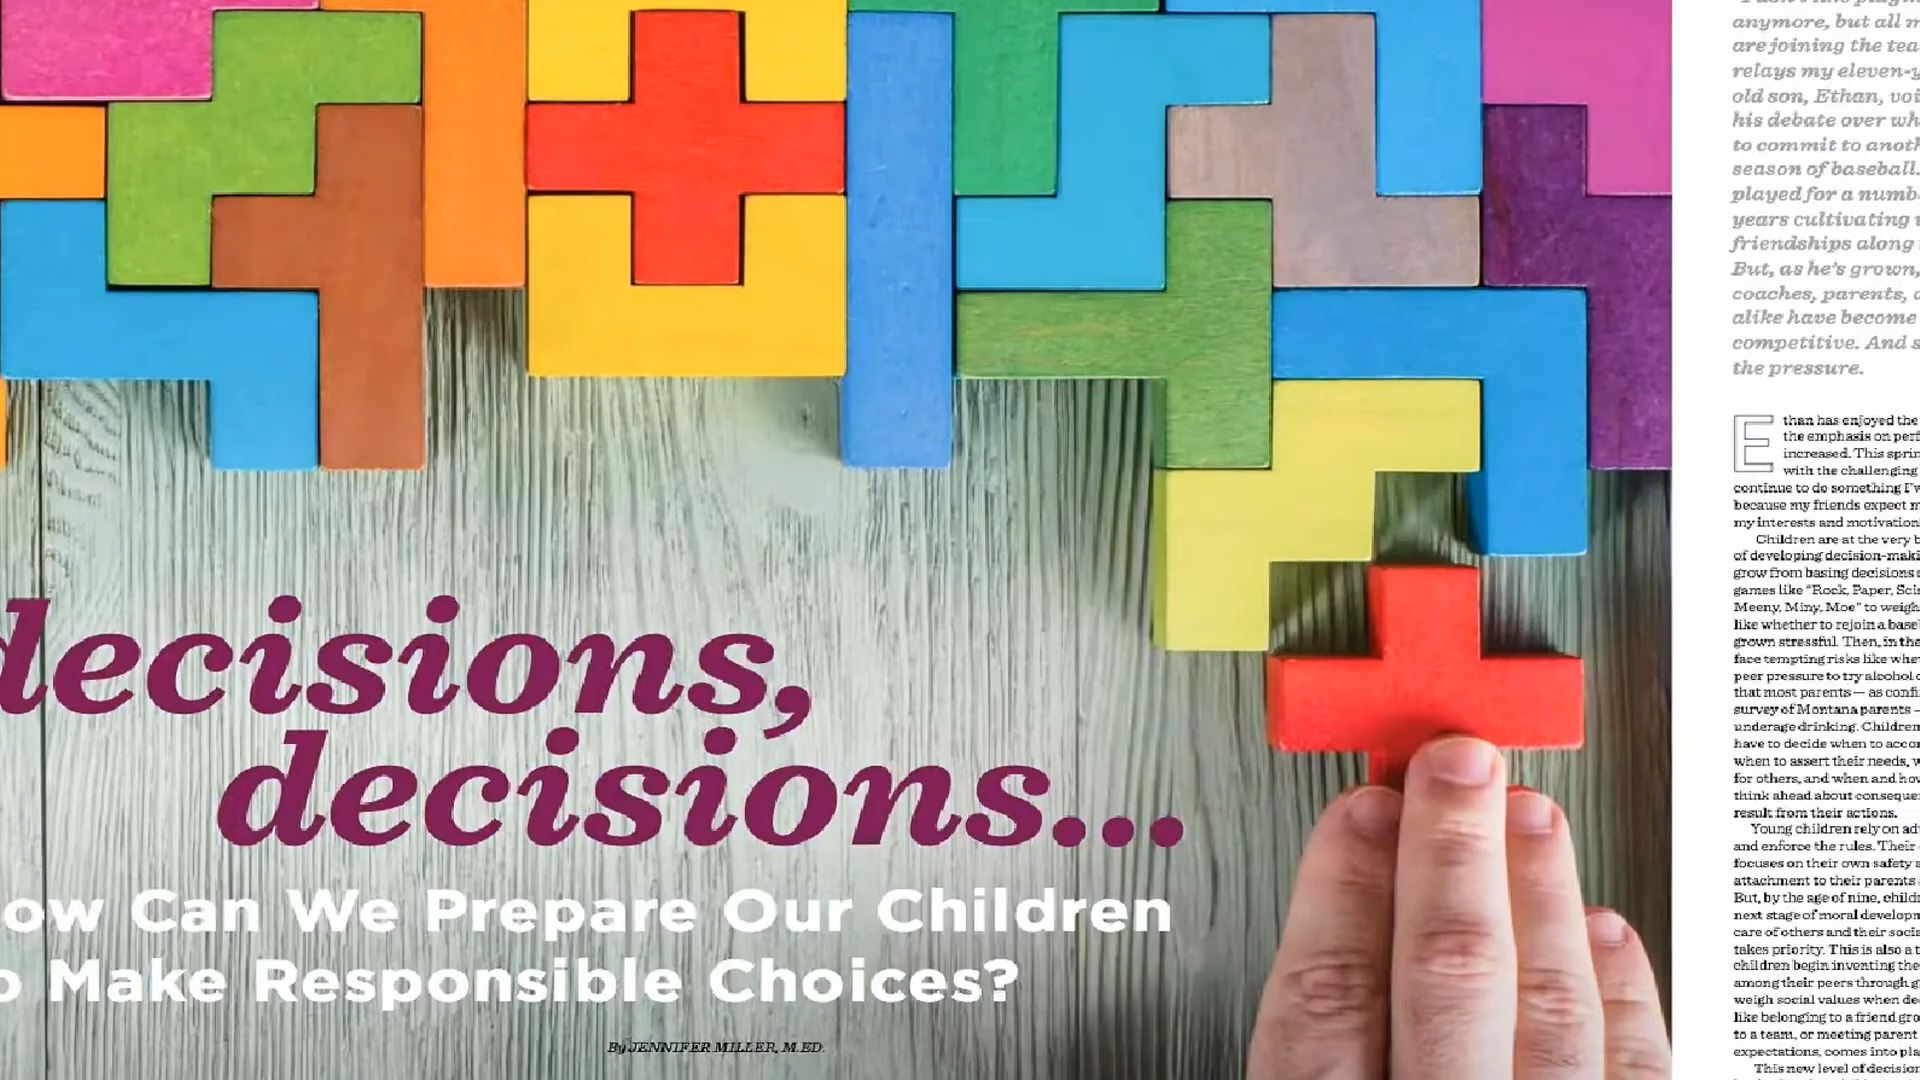 decisions,
decisions...
ow Can We Prepare Our Children
o Make Responsible Choices?
By JENNIFER MILLER, M.ED.
anymore, but all m
are joining the tea
relays my eleven-y
old son, Ethan, voi
his debate over wh
to commit to anoth
season of baseball.
played for a numb
years cultivating
friendships along
But, as he's grown,
coaches, parents,
alike have become
competitive. And s
the pressure.
Ethan has enjoyed the
the emphasis on perf
increased. This sprin
with the challenging
continue to do something I'v
because my friends expect m
my interests and motivation
Children are at the very b
of developing decision-maki
grow from basing decisions
games like "Rock, Paper, Scis
Meeny, Miny, Moe" to weigh
like whether to rejoin a base
grown stressful. Then, in the
face tempting risks like whe
peer pressure to try alcohol
that most parents — as confi
survey of Montana parents –
underage drinking. Children
have to decide when to accor
when to assert their needs, w
for others, and when and how
think ahead about conseque
result from their actions.
Young children rely on ad
and enforce the rules. Their
focuses on their own safety
attachment to their parents
But, by the age of nine, child
next stage of moral developm
care of others and their socia
takes priority. This is also a t
children begin inventing the
among their peers through g
weigh social values when de
like belonging to a friend gro
to a team, or meeting parent
expectations, comes into pla
This new level of decision